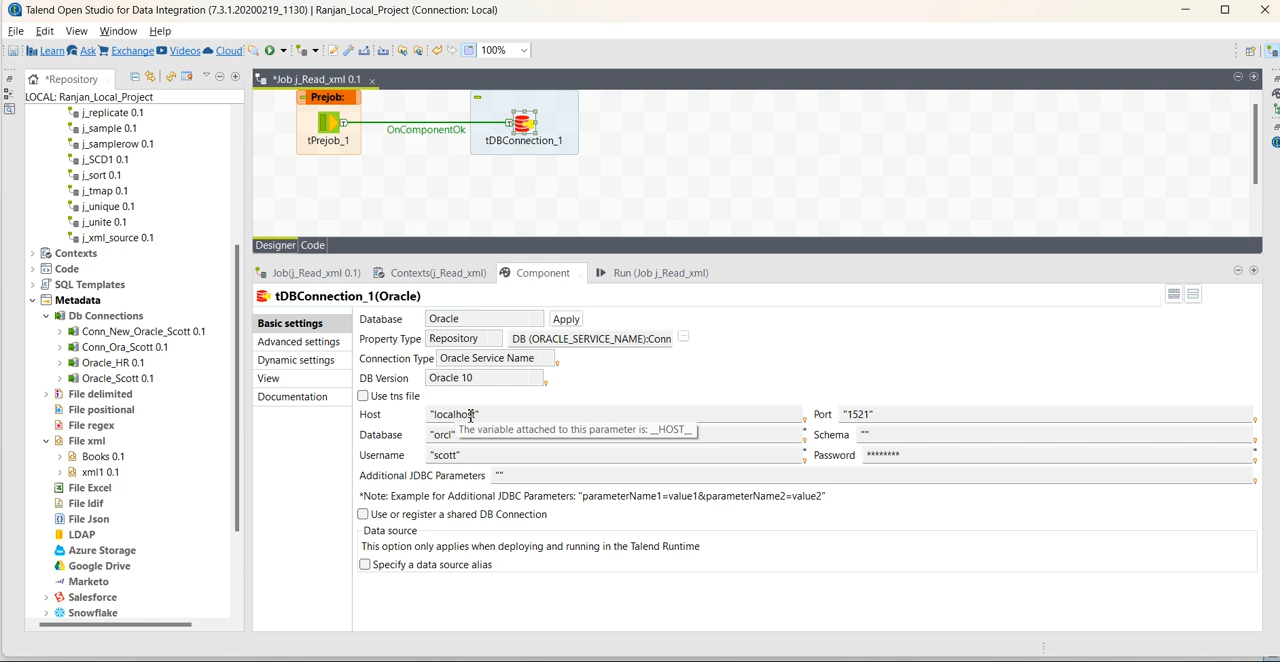 Talend Open Studio for Data Integration (7.3.1.20200219_1130) | Ranjan_Local_Project (Connection: Local)
File Edit View Window Help
Learn Ask Exchange Videos Cloud 100%
*Repository
LOCAL: Ranjan_Local_Project
j_replicate 0.1
j_sample 0.1
j_samplerow 0.1
j_SCD1 0.1
j_sort 0.1
j_tmap 0.1
j_unique 0.1
j_unite 0.1
j_xml_source 0.1
Contexts
Code
SQL Templates
Metadata
Db Connections
Conn_New_Oracle_Scott 0.1
Conn_Ora_Scott 0.1
Oracle_HR 0.1
Oracle_Scott 0.1
File delimited
File positional
File regex
File xml
Books 0.1
xml1 0.1
File Excel
File ldif
File Json
LDAP
Azure Storage
Google Drive
Marketo
Salesforce
Snowflake
*Job j_Read_xml 0.1
Prejob:
OnComponentOk
tPrejob_1
tDBConnection_1
Designer Code
Job(j_Read_xml 0.1) Contexts(j_Read_xml) Component Run (Job j_Read_xml)
tDBConnection_1(Oracle)
Basic settings
Advanced settings
Dynamic settings
View
Documentation
Database Oracle Apply
Property Type Repository DB (ORACLE_SERVICE_NAME):Conn
Connection Type Oracle Service Name
DB Version Oracle 10
Use tns file
Host "localhost" Port "1521"
The variable attached to this parameter is: __HOST__
Database "orcl" Schema ""
Username "scott" Password ********
Additional JDBC Parameters ""
*Note: Example for Additional JDBC Parameters: "parameterName1=value1&parameterName2=value2"
Use or register a shared DB Connection
Data source
This option only applies when deploying and running in the Talend Runtime
Specify a data source alias